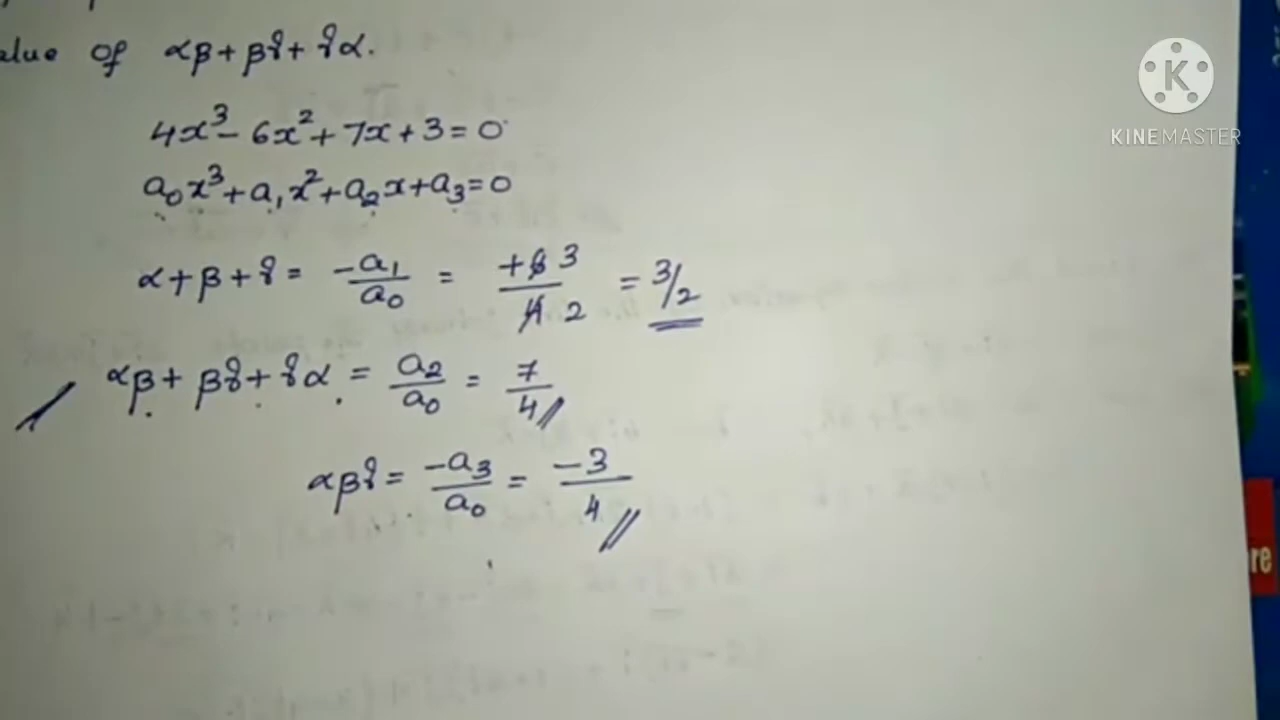 alue of αβ+βγ+γα.
4x³- 6x²+ 7x+3=0
a₀x³+a₁x²+a₂x+a₃=0
α+β+γ= -a₁/a₀ = +6 3/4 2 = 3/2
αβ+βγ+γα = a₂/a₀ = 7/4
αβγ= -a₃/a₀ = -3/4
K
KINEMASTER
re